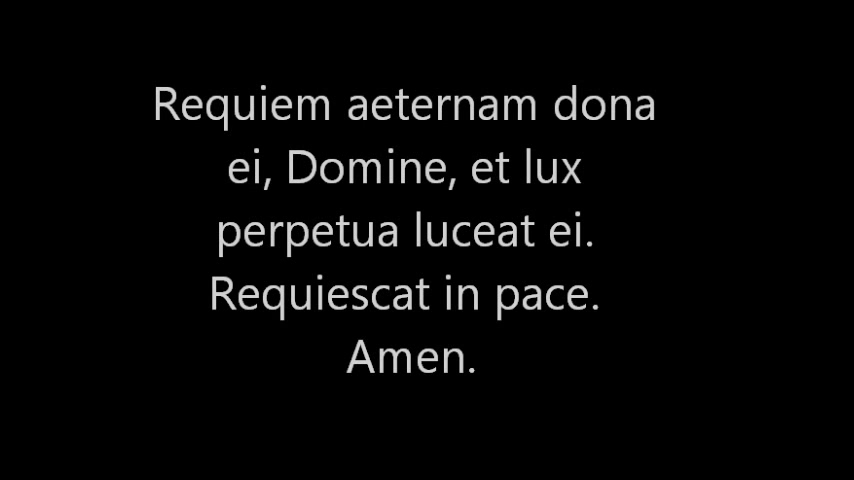 Requiem aeternam dona
ei, Domine, et lux
perpetua luceat ei.
Requiescat in pace.
Amen.